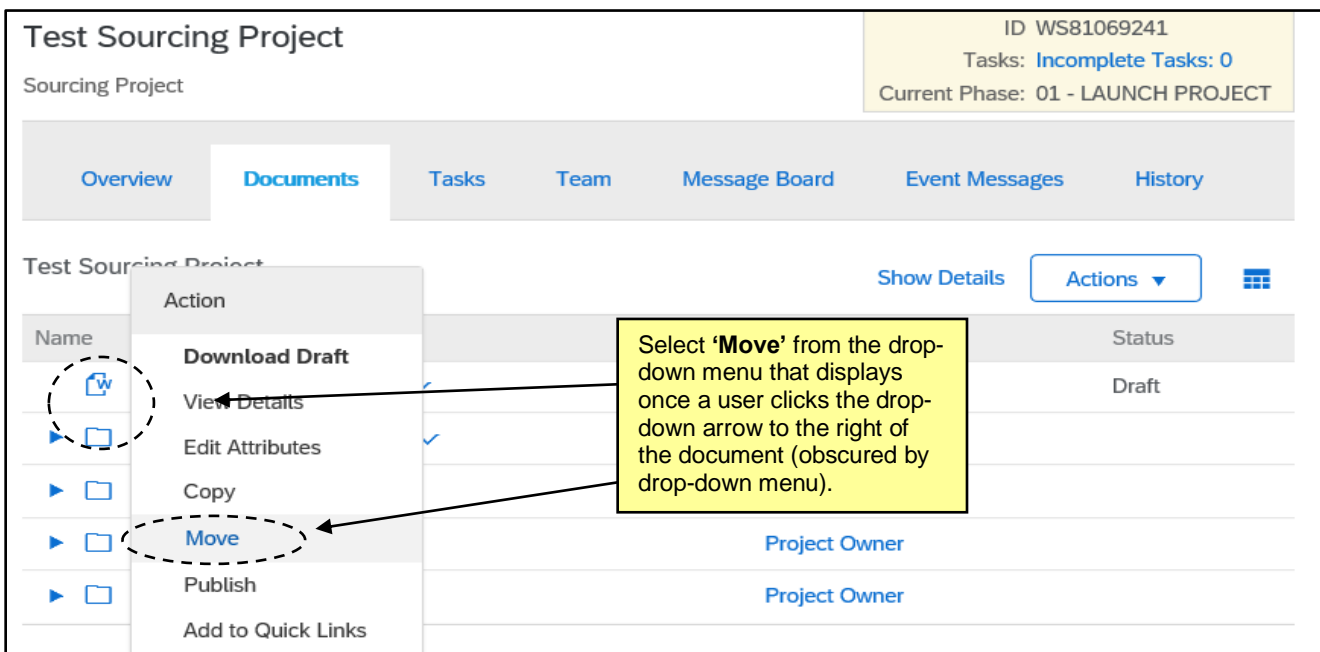 Test Sourcing Project
ID WS81069241
Tasks: Incomplete Tasks: 0
Sourcing Project
Current Phase: 01 - LAUNCH PROJECT
Overview Documents Tasks Team Message Board Event Messages History
Test Sourcing Project
Show Details Actions
Action
Name
Status
Download Draft
W
Draft
View Details
Edit Attributes
Copy
Move
Project Owner
Publish
Project Owner
Add to Quick Links
Select ‘Move’ from the drop-
down menu that displays
once a user clicks the drop-
down arrow to the right of
the document (obscured by
drop-down menu).